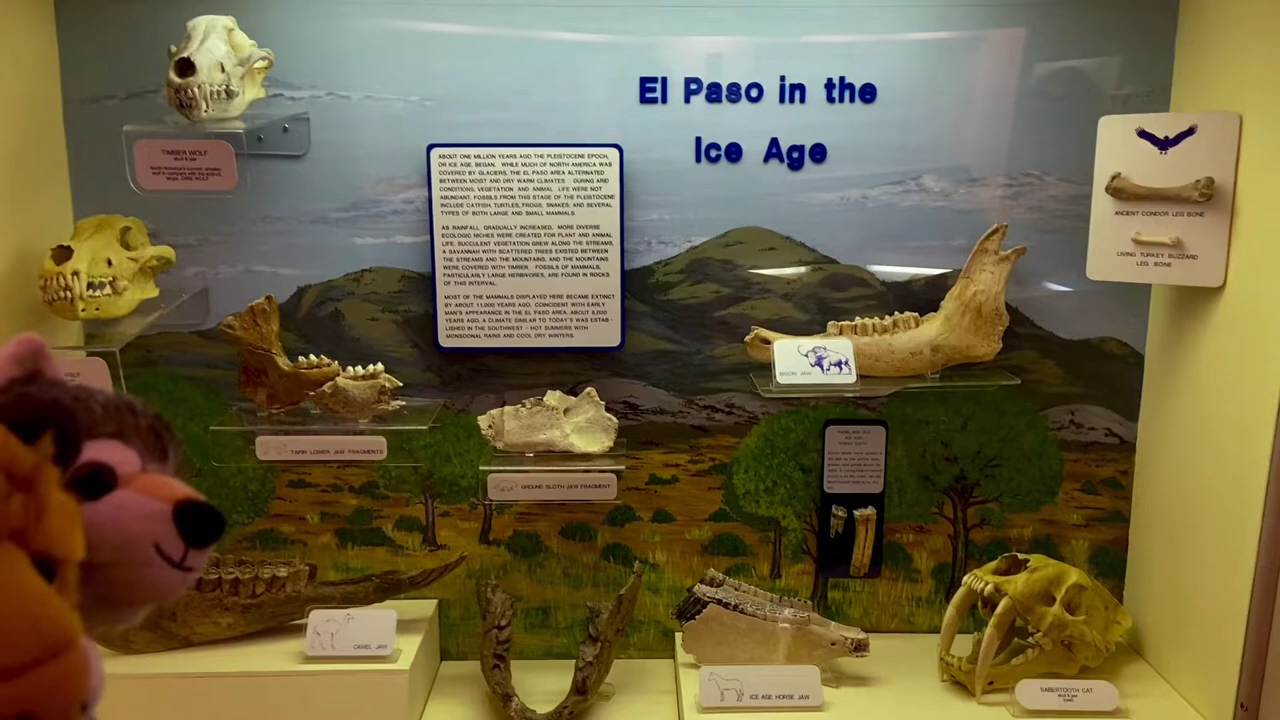 El Paso in the
Ice Age
TIMBER WOLF
Skull & jaw
ABOUT ONE MILLION YEARS AGO THE PLEISTOCENE EPOCH,
OR ICE AGE, BEGAN. WHILE MUCH OF NORTH AMERICA WAS
COVERED BY GLACIERS, THE EL PASO AREA ALTERNATED
BETWEEN MOIST AND DRY WARM CLIMATES. DURING ARID
CONDITIONS, VEGETATION AND ANIMAL LIFE WERE NOT
ABUNDANT. FOSSILS FROM THIS STAGE OF THE PLEISTOCENE
INCLUDE CATFISH, TURTLES, FROGS, SNAKES, AND SEVERAL
TYPES OF BOTH LARGE AND SMALL MAMMALS.
AS RAINFALL GRADUALLY INCREASED, MORE DIVERSE
ECOLOGIC NICHES WERE CREATED FOR PLANT AND ANIMAL
LIFE. SUCCULENT VEGETATION GREW ALONG THE STREAMS,
A SAVANNAH WITH SCATTERED TREES EXISTED BETWEEN
THE STREAMS AND THE MOUNTAINS, AND THE MOUNTAINS
WERE COVERED WITH TIMBER. FOSSILS OF MAMMALS,
PARTICULARLY LARGE HERBIVORES, ARE FOUND IN ROCKS
OF THIS INTERVAL.
MOST OF THE MAMMALS DISPLAYED HERE BECAME EXTINCT
BY ABOUT 11,000 YEARS AGO, COINCIDENT WITH EARLY
MAN'S APPEARANCE IN THE EL PASO AREA. ABOUT 8,000
YEARS AGO, A CLIMATE SIMILAR TO TODAY'S WAS ESTAB-
LISHED IN THE SOUTHWEST - HOT SUMMERS WITH
MONSOONAL RAINS AND COOL DRY WINTERS.
ANCIENT CONDOR LEG BONE
LIVING TURKEY BUZZARD
LEG BONE
BISON JAW
TAPIR LOWER JAW FRAGMENTS
GROUND SLOTH JAW FRAGMENT
CAMEL JAW
ICE AGE HORSE JAW
SABERTOOTH CAT
Skull & jaw